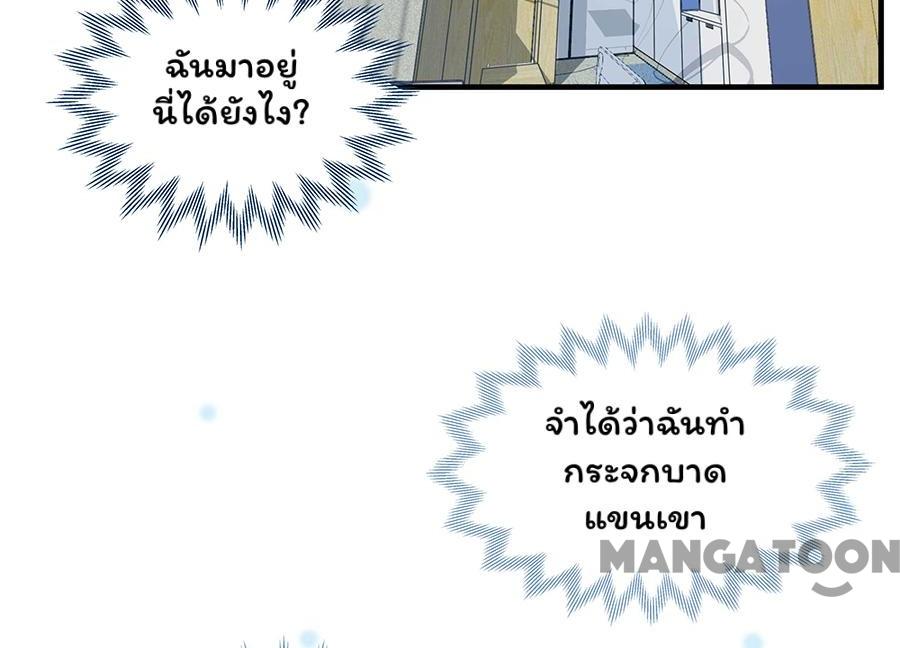 ฉันมาอยู่
นี่ได้ยังไง?
จำได้ว่าฉันทำ
กระจกบาด
แขนเขา
MANGATOON